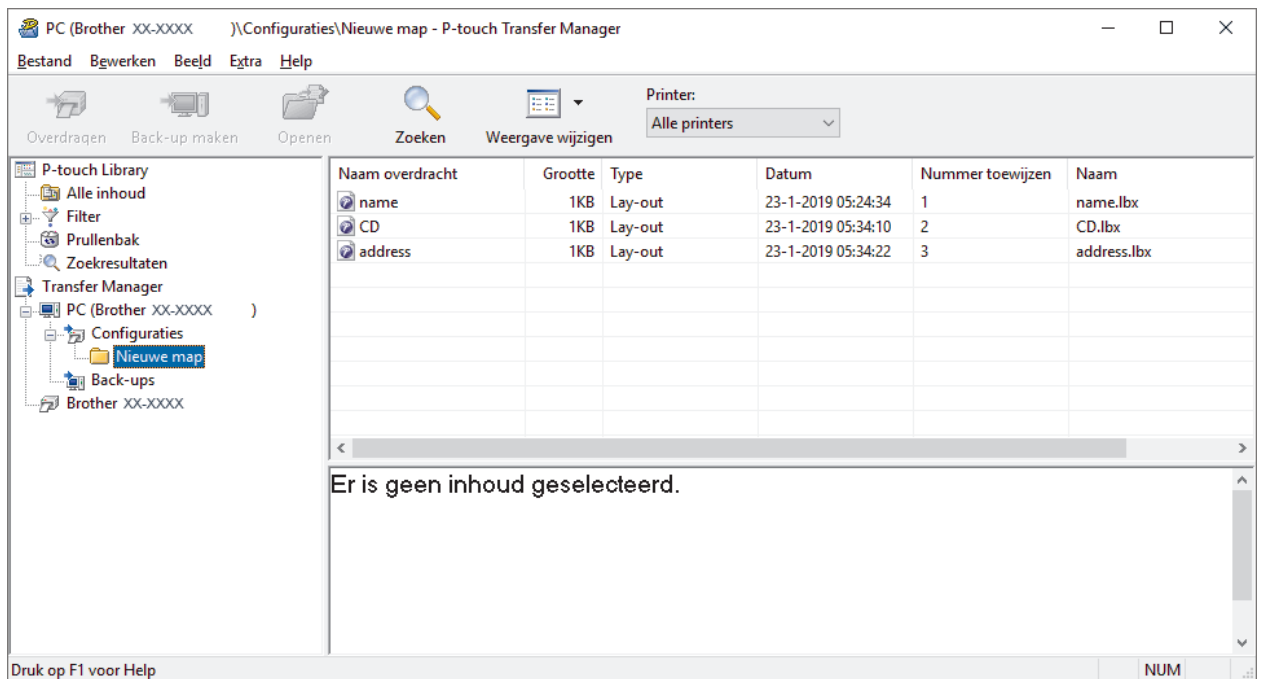 PC (Brother XX-XXXX )\Configuraties\Nieuwe map - P-touch Transfer Manager
Bestand Bewerken Beeld Extra Help
Overdragen Back-up maken Openen Zoeken Weergave wijzigen
Printer:
Alle printers
P-touch Library
Alle inhoud
Filter
Prullenbak
Zoekresultaten
Transfer Manager
PC (Brother XX-XXXX )
Configuraties
Nieuwe map
Back-ups
Brother XX-XXXX
Naam overdracht Grootte Type Datum Nummer toewijzen Naam
name 1KB Lay-out 23-1-2019 05:24:34 1 name.lbx
CD 1KB Lay-out 23-1-2019 05:34:10 2 CD.lbx
address 1KB Lay-out 23-1-2019 05:34:22 3 address.lbx
Er is geen inhoud geselecteerd.
Druk op F1 voor Help NUM